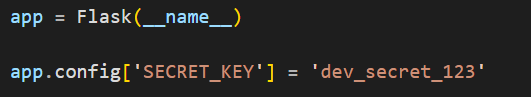 app = Flask(__name__)
app.config['SECRET_KEY'] = 'dev_secret_123'